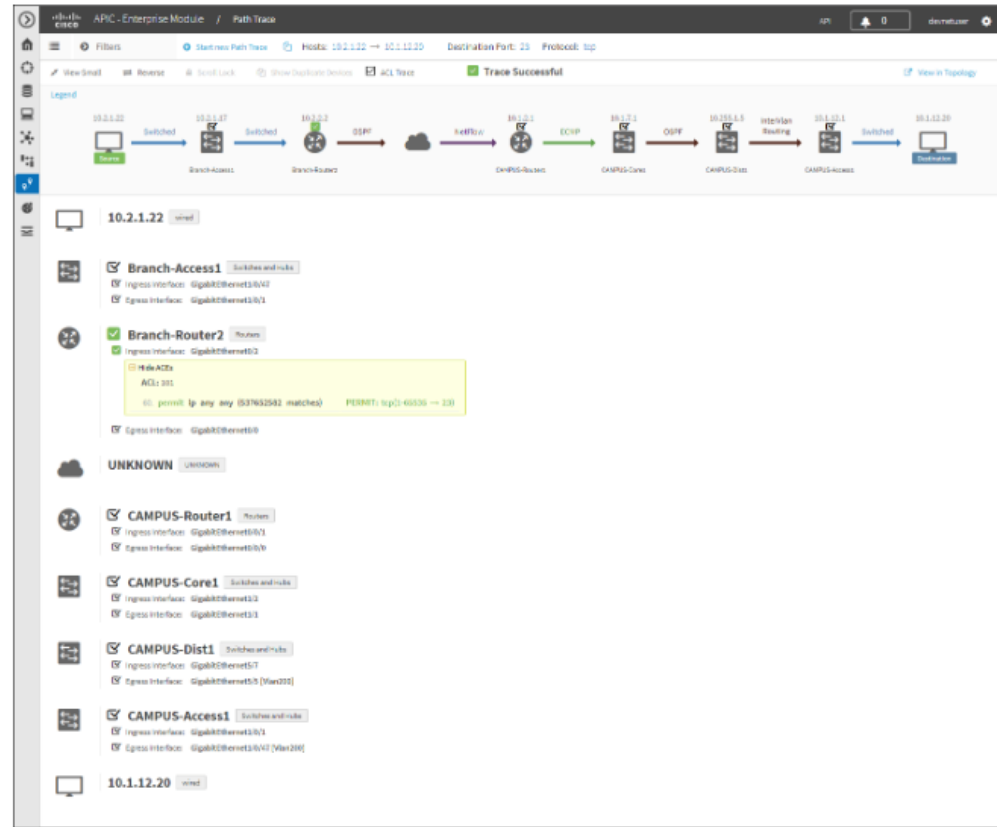 cisco APIC - Enterprise Module / Path Trace API 0 devnetuser
Filters Start new Path Trace Hosts: 10.2.1.22 → 10.1.12.20 Destination Port: 23 Protocol: tcp
View Small Reverse Scroll Lock Show Duplicate Devices ACL Trace Trace Successful View in Topology
Legend
10.2.1.22 10.2.1.17 10.2.2.2 10.1.2.1 10.1.7.1 10.255.1.5 10.1.12.1 10.1.12.20
Switched Switched OSPF Netflow ECMP OSPF InterVlan Routing Switched
Source Destination
Branch-Access1 Branch-Router2 CAMPUS-Router1 CAMPUS-Core1 CAMPUS-Dist1 CAMPUS-Access1
10.2.1.22 wired
Branch-Access1 Switches and Hubs
Ingress Interface: GigabitEthernet1/0/47
Egress Interface: GigabitEthernet1/0/1
Branch-Router2 Routers
Ingress Interface: GigabitEthernet0/2
Hide ACEs
ACL: 101
permit ip any any (537652582 matches) PERMIT: tcp(1-65535 → 23)
Egress Interface: GigabitEthernet0/0
UNKNOWN UNKNOWN
CAMPUS-Router1 Routers
Ingress Interface: GigabitEthernet0/0/1
Egress Interface: GigabitEthernet0/0/0
CAMPUS-Core1 Switches and Hubs
Ingress Interface:
Egress Interface: GigabitEthernet1/1
CAMPUS-Dist1 Switches and Hubs
Ingress Interface:
Egress Interface: GigabitEthernet5/5 [Vlan200]
CAMPUS-Access1 Switches and Hubs
Ingress Interface: GigabitEthernet1/0/1
Egress Interface: GigabitEthernet1/0/47 [Vlan200]
10.1.12.20 wired